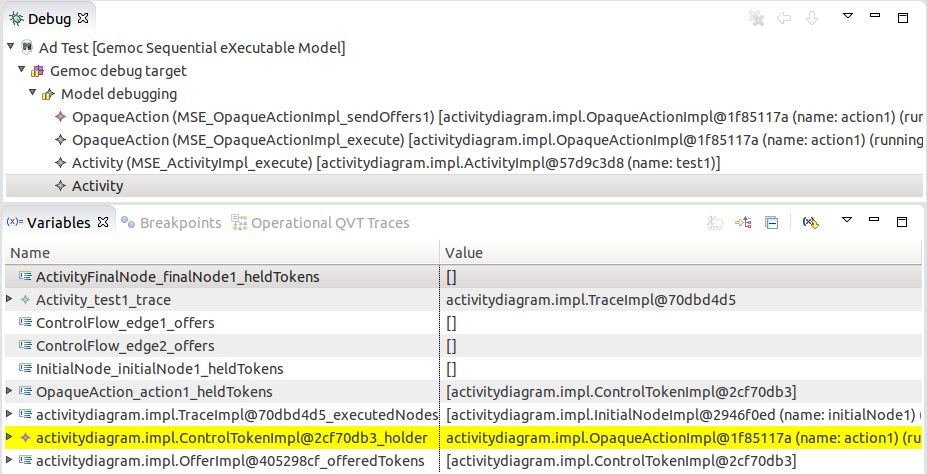 Debug
Ad Test [Gemoc Sequential eXecutable Model]
Gemoc debug target
Model debugging
OpaqueAction (MSE_OpaqueActionImpl_sendOffers1) [activitydiagram.impl.OpaqueActionImpl@1f85117a (name: action1) (run
OpaqueAction (MSE_OpaqueActionImpl_execute) [activitydiagram.impl.OpaqueActionImpl@1f85117a (name: action1) (running
Activity (MSE_ActivityImpl_execute) [activitydiagram.impl.ActivityImpl@57d9c3d8 (name: test1)]
Activity
(x)= Variables Breakpoints Operational QVT Traces
Name Value
ActivityFinalNode_finalNode1_heldTokens []
Activity_test1_trace activitydiagram.impl.TraceImpl@70dbd4d5
ControlFlow_edge1_offers []
ControlFlow_edge2_offers []
InitialNode_initialNode1_heldTokens []
OpaqueAction_action1_heldTokens [activitydiagram.impl.ControlTokenImpl@2cf70db3]
activitydiagram.impl.TraceImpl@70dbd4d5_executedNodes [activitydiagram.impl.InitialNodeImpl@2946f0ed (name: initialNode1) (
activitydiagram.impl.ControlTokenImpl@2cf70db3_holder activitydiagram.impl.OpaqueActionImpl@1f85117a (name: action1) (ru
activitydiagram.impl.OfferImpl@405298cf_offeredTokens [activitydiagram.impl.ControlTokenImpl@2cf70db3]